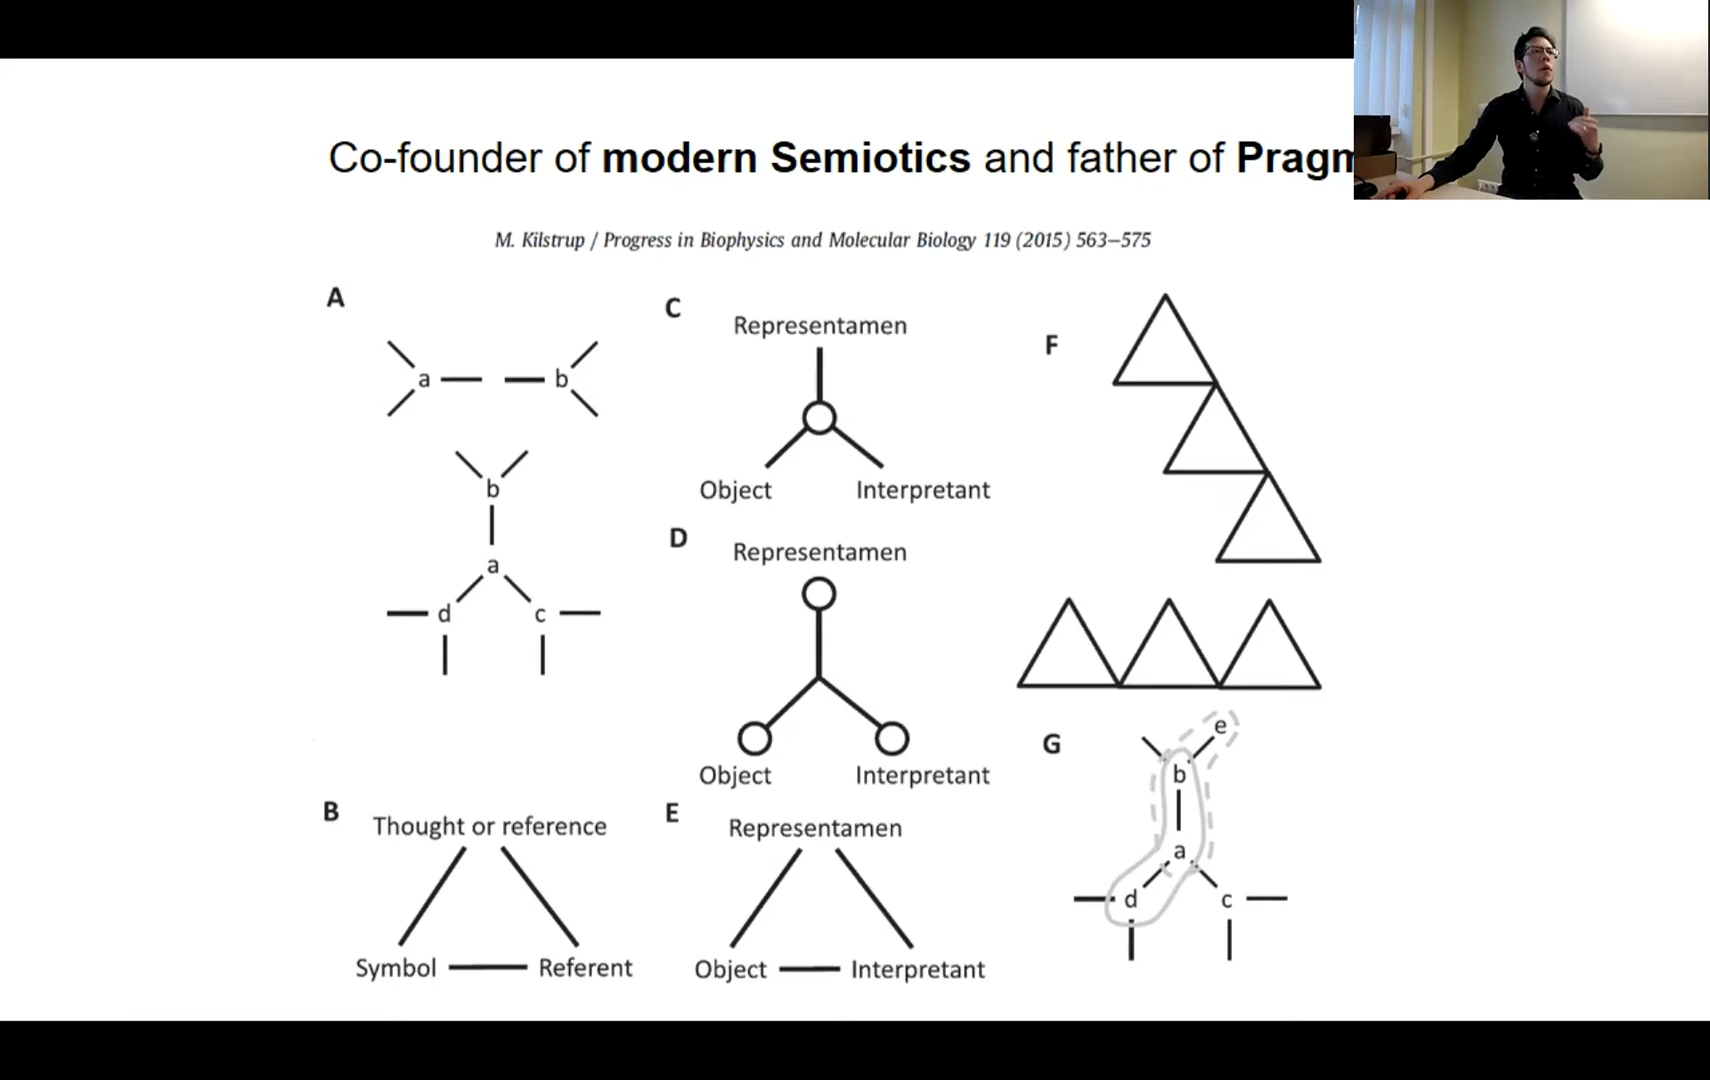 Co-founder of modern Semiotics and father of Pragm
M. Kilstrup / Progress in Biophysics and Molecular Biology 119 (2015) 563–575
A
a
b
b
a
d
c
B
Thought or reference
Symbol
Referent
C
Representamen
Object
Interpretant
D
Representamen
Object
Interpretant
E
Representamen
Object
Interpretant
F
G
e
b
a
d
c